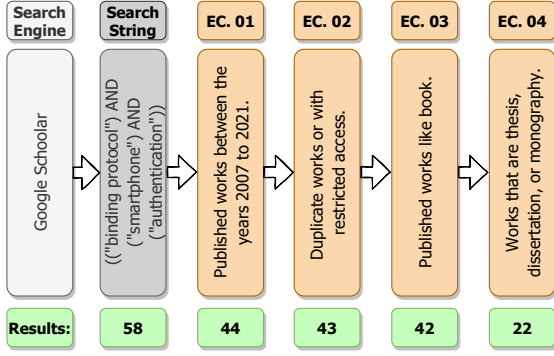 Search
Engine
Search
String
EC. 01
EC. 02
EC. 03
EC. 04
Google Schoolar
(("binding protocol") AND
("smartphone") AND
("authentication"))
Published works between the
years 2007 to 2021.
Duplicate works or with
restricted access.
Published works like book.
Works that are thesis,
dissertation, or monography.
Results:
58
44
43
42
22